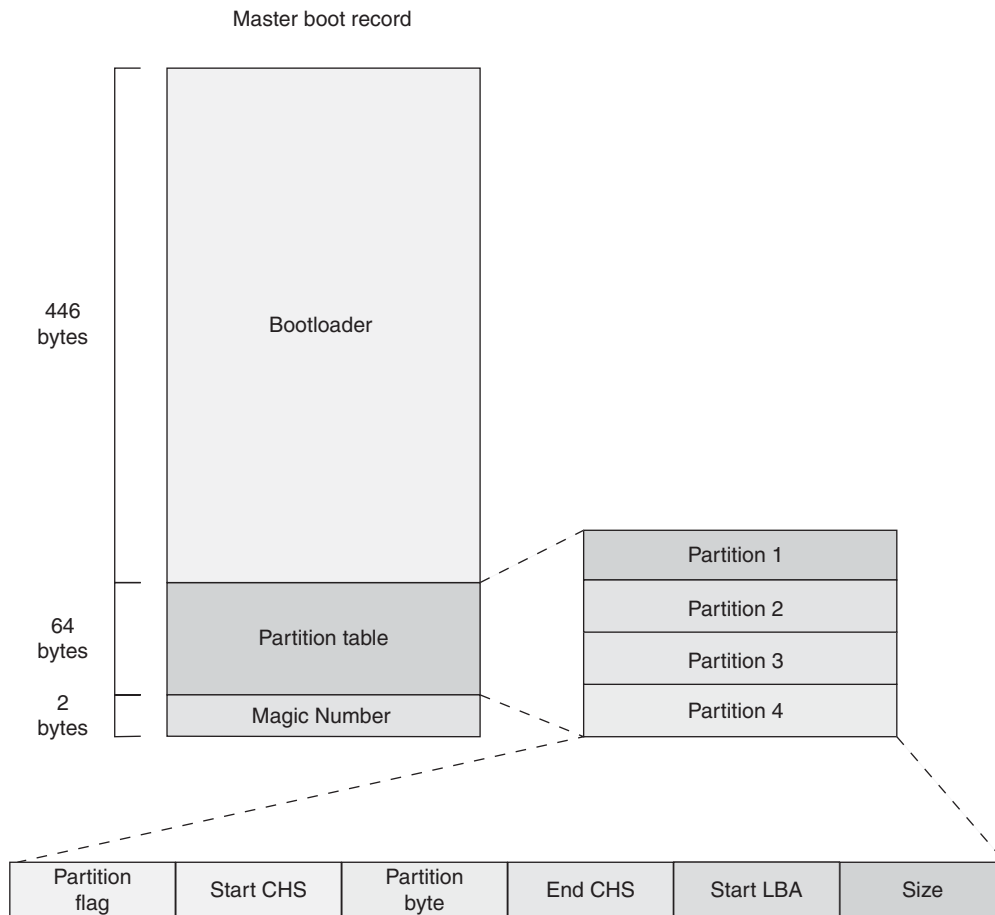 Master boot record
446
bytes
Bootloader
64
bytes
Partition table
2
bytes
Magic Number
Partition 1
Partition 2
Partition 3
Partition 4
Partition
flag
Start CHS
Partition
byte
End CHS
Start LBA
Size